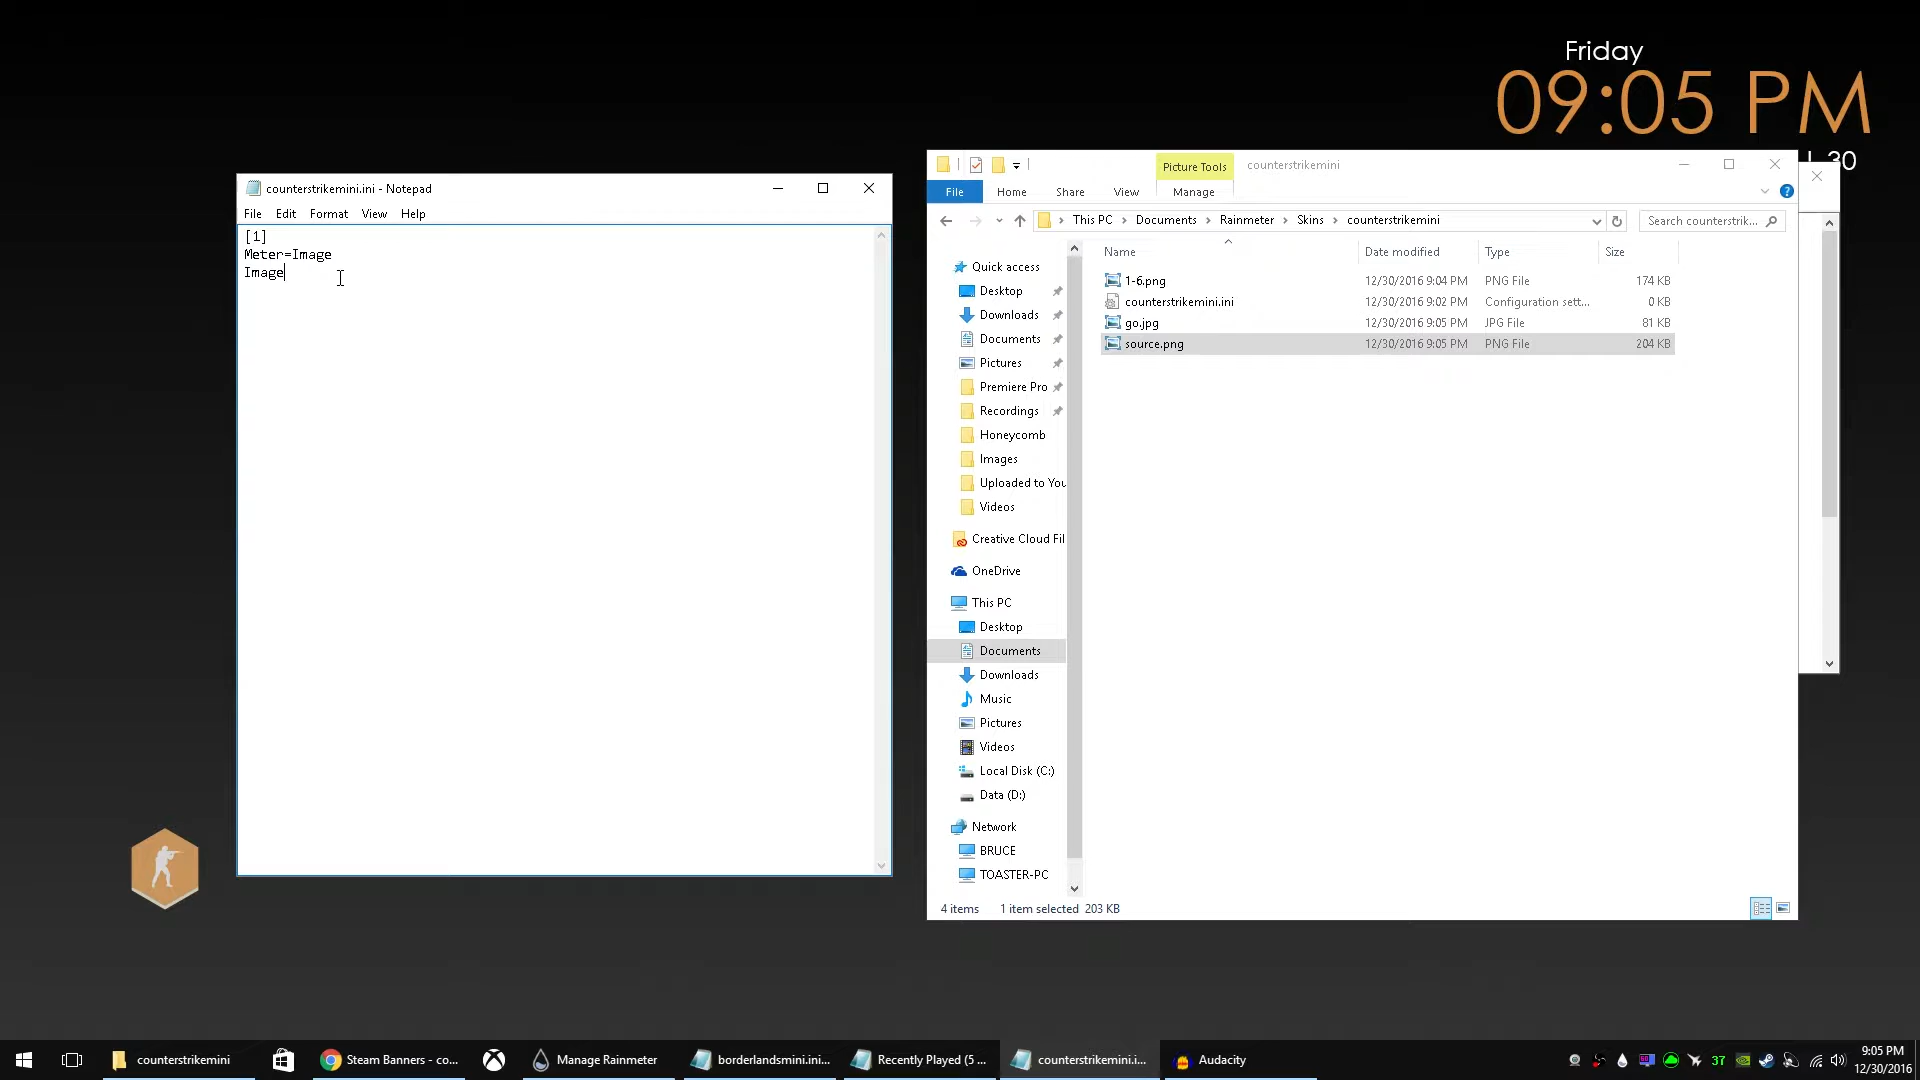 Friday
09:05 PM
30
counterstrikemini.ini - Notepad
File Edit Format View Help
[1]
Meter=Image
Image
Picture Tools counterstrikemini
File Home Share View Manage
This PC Documents Rainmeter Skins counterstrikemini Search counterstrik...
Name Date modified Type Size
1-6.png 12/30/2016 9:04 PM PNG File 174 KB
counterstrikemini.ini 12/30/2016 9:02 PM Configuration sett... 0 KB
go.jpg 12/30/2016 9:05 PM JPG File 81 KB
source.png 12/30/2016 9:05 PM PNG File 204 KB
Quick access
Desktop
Downloads
Documents
Pictures
Premiere Pro
Recordings
Honeycomb
Images
Uploaded to You
Videos
Creative Cloud Fil
OneDrive
This PC
Desktop
Documents
Downloads
Music
Pictures
Videos
Local Disk (C:)
Data (D:)
Network
BRUCE
TOASTER-PC
4 items 1 item selected 203 KB
counterstrikemini Steam Banners - co... Manage Rainmeter borderlandsmini.ini... Recently Played (5 ... counterstrikemini.i... Audacity 37
9:05 PM
12/30/2016